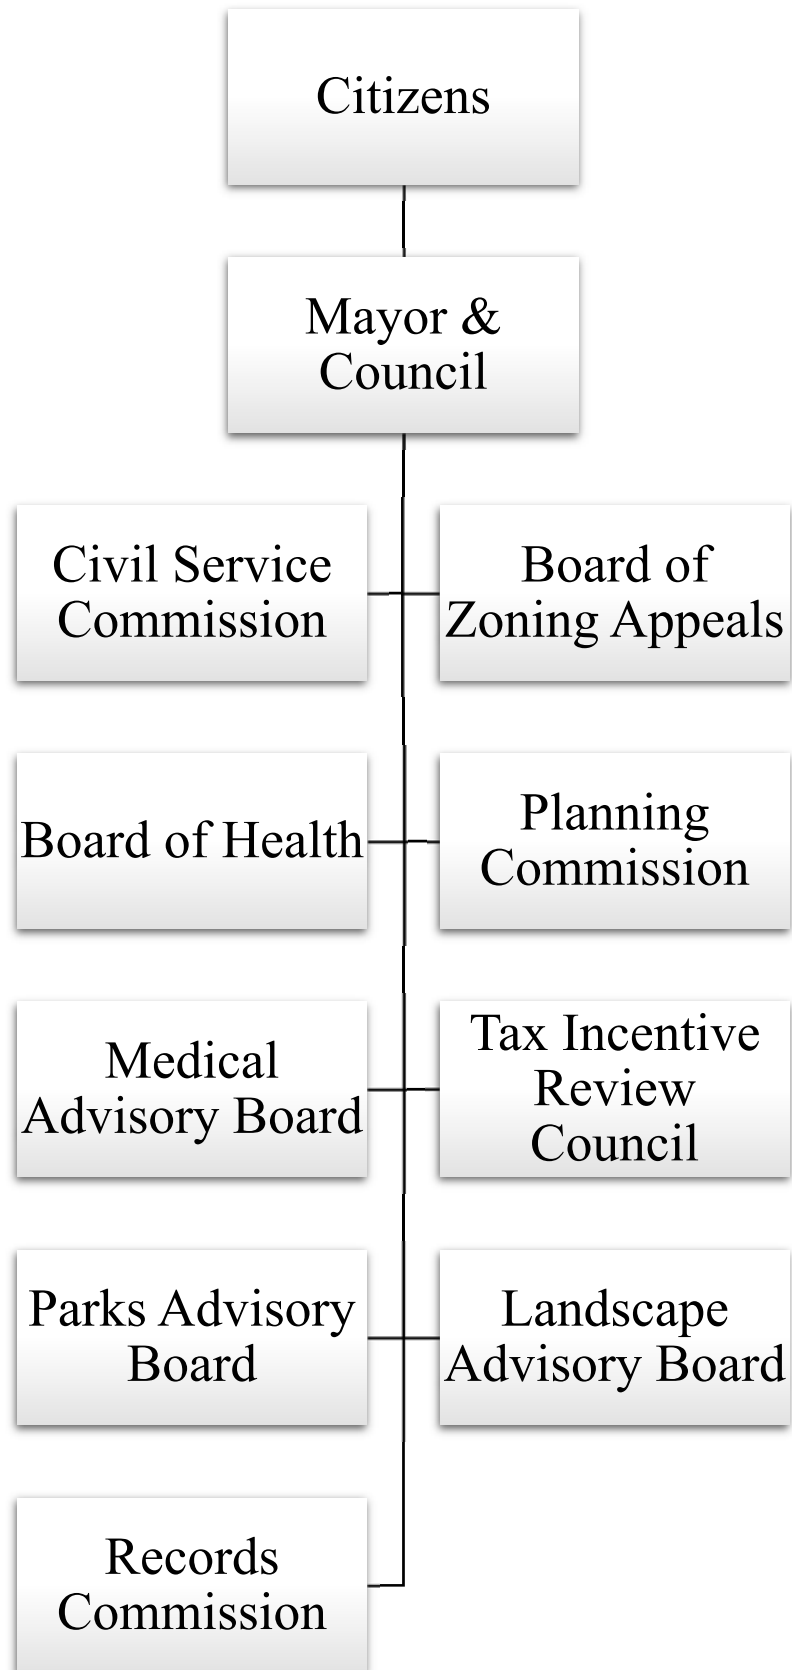 Citizens
Mayor &
Council
Civil Service
Commission
Board of
Zoning Appeals
Board of Health
Planning
Commission
Medical
Advisory Board
Tax Incentive
Review
Council
Parks Advisory
Board
Landscape
Advisory Board
Records
Commission